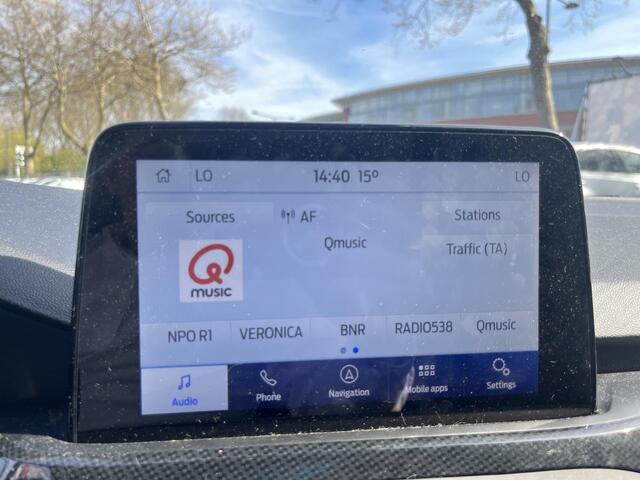 LO 14:40 15º LO
Sources AF Stations
Qmusic Traffic (TA)
Q
music
NPO R1 VERONICA BNR RADIO538 Qmusic
Audio Phone Navigation Mobile apps Settings